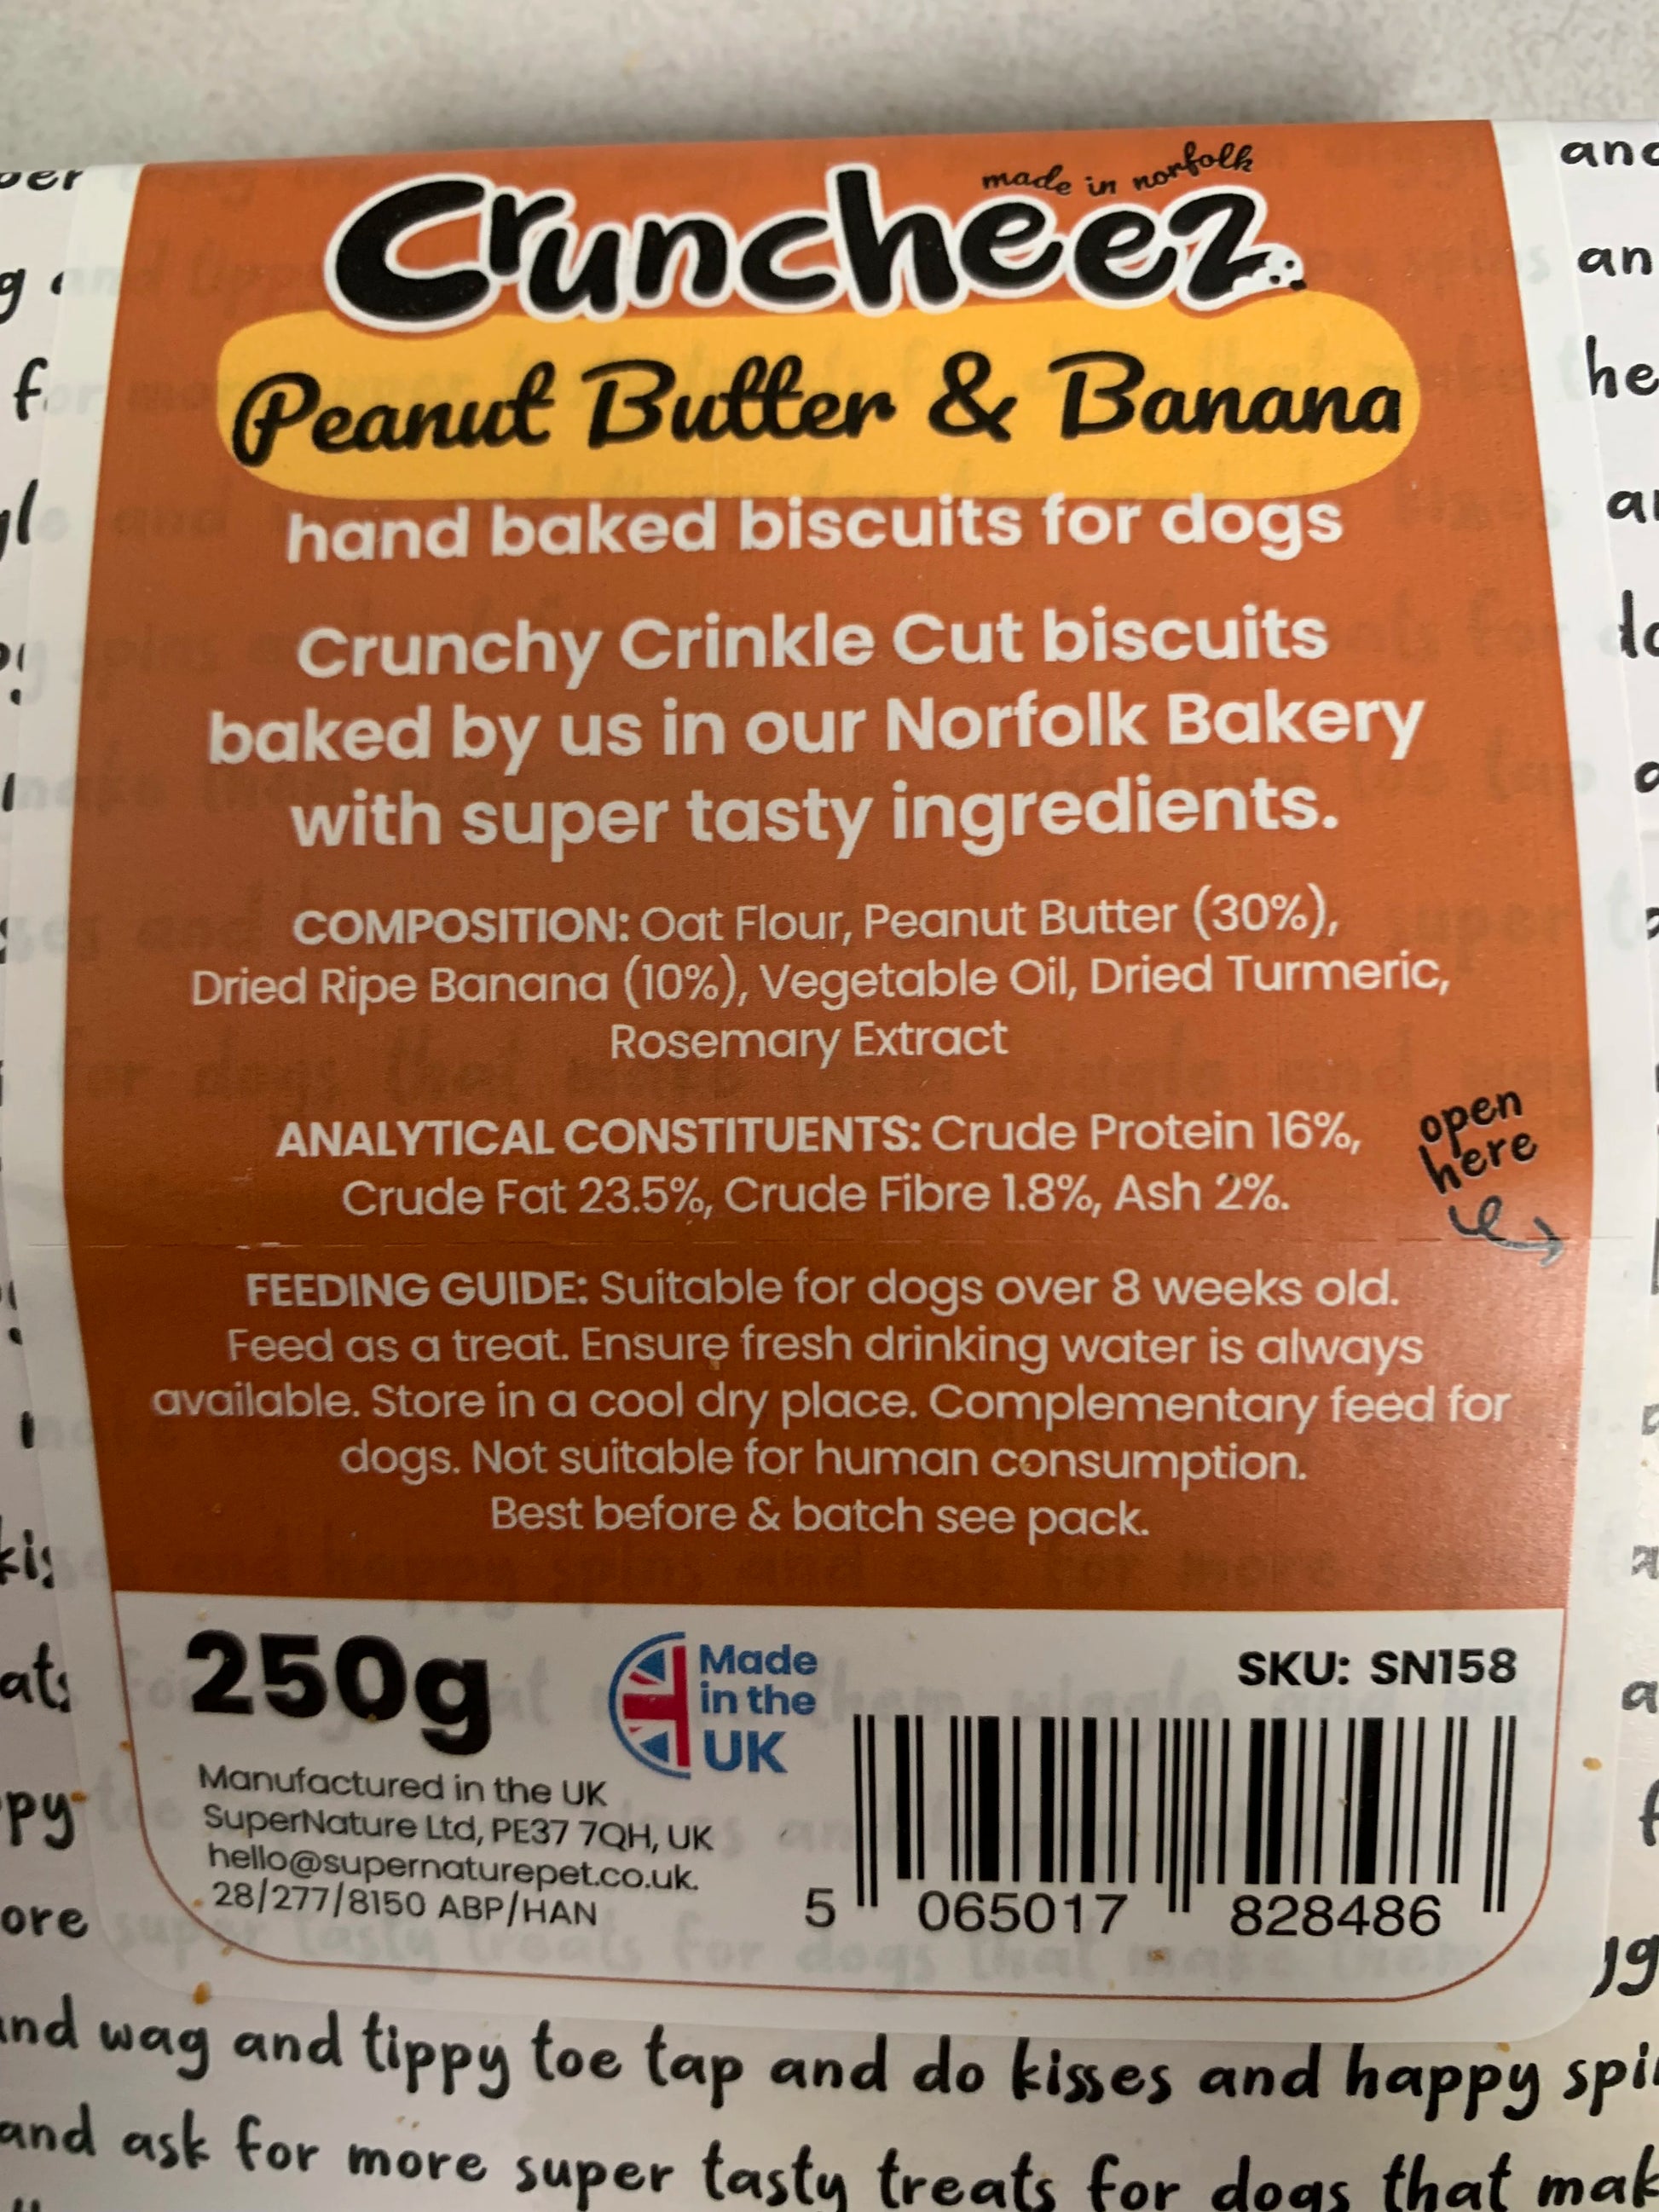 made in norfolk
Cruncheez
Peanut Butter & Banana
hand baked biscuits for dogs
Crunchy Crinkle Cut biscuits
baked by us in our Norfolk Bakery
with super tasty ingredients.
COMPOSITION: Oat Flour, Peanut Butter (30%),
Dried Ripe Banana (10%), Vegetable Oil, Dried Turmeric,
Rosemary Extract
ANALYTICAL CONSTITUENTS: Crude Protein 16%,
Crude Fat 23.5%, Crude Fibre 1.8%, Ash 2%.
open
here
FEEDING GUIDE: Suitable for dogs over 8 weeks old.
Feed as a treat. Ensure fresh drinking water is always
available. Store in a cool dry place. Complementary feed for
dogs. Not suitable for human consumption.
Best before & batch see pack.
250g
Made
in the
UK
SKU: SN158
Manufactured in the UK
SuperNature Ltd, PE37 7QH, UK
hello@supernaturepet.co.uk.
28/277/8150 ABP/HAN
5 065017 828486
and wag and tippy toe tap and do kisses and happy
and ask for more super tasty treats for dogs that